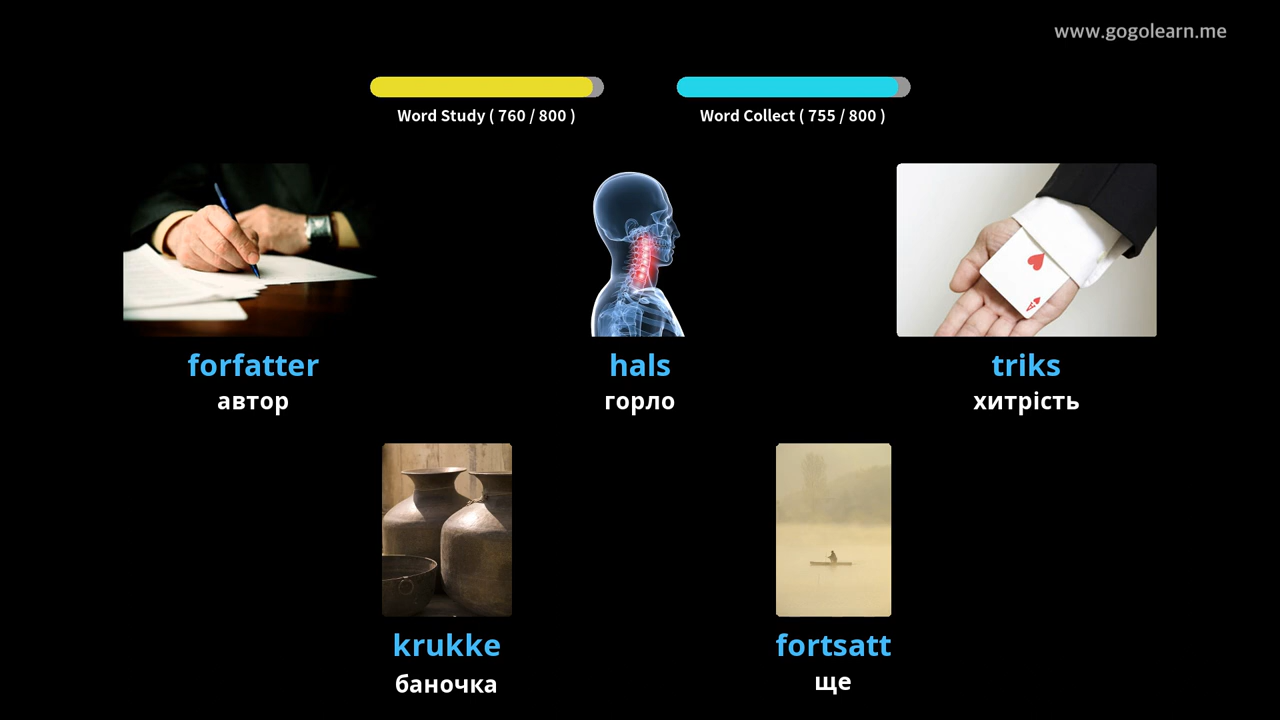 www.gogolearn.me
Word Study ( 760 / 800 )
Word Collect ( 755 / 800 )
forfatter
автор
hals
горло
triks
хитрість
krukke
баночка
fortsatt
ще